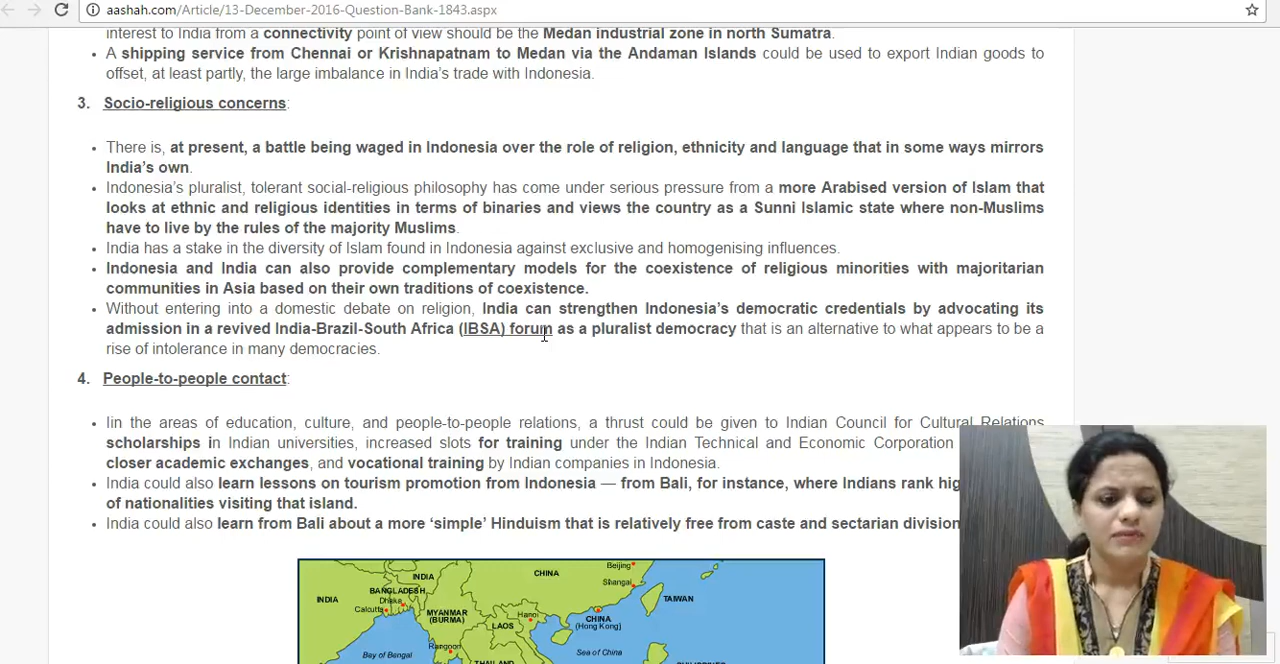 aashah.com/Article/13-December-2016-Question-Bank-1843.aspx
interest to India from a connectivity point of view should be the Medan industrial zone in north Sumatra.
• A shipping service from Chennai or Krishnapatnam to Medan via the Andaman Islands could be used to export Indian goods to
offset, at least partly, the large imbalance in India's trade with Indonesia.
3. Socio-religious concerns:
• There is, at present, a battle being waged in Indonesia over the role of religion, ethnicity and language that in some ways mirrors
India's own.
• Indonesia's pluralist, tolerant social-religious philosophy has come under serious pressure from a more Arabised version of Islam that
looks at ethnic and religious identities in terms of binaries and views the country as a Sunni Islamic state where non-Muslims
have to live by the rules of the majority Muslims.
• India has a stake in the diversity of Islam found in Indonesia against exclusive and homogenising influences.
• Indonesia and India can also provide complementary models for the coexistence of religious minorities with majoritarian
communities in Asia based on their own traditions of coexistence.
• Without entering into a domestic debate on religion, India can strengthen Indonesia's democratic credentials by advocating its
admission in a revived India-Brazil-South Africa (IBSA) forum as a pluralist democracy that is an alternative to what appears to be a
rise of intolerance in many democracies.
4. People-to-people contact:
• Iin the areas of education, culture, and people-to-people relations, a thrust could be given to Indian Council for Cultural Relations
scholarships in Indian universities, increased slots for training under the Indian Technical and Economic Corporation
closer academic exchanges, and vocational training by Indian companies in Indonesia.
• India could also learn lessons on tourism promotion from Indonesia — from Bali, for instance, where Indians rank
of nationalities visiting that island.
• India could also learn from Bali about a more 'simple' Hinduism that is relatively free from caste and sectarian division
Beijing
INDIA
CHINA
Shangai
BANGLADESH
INDIA
Dhaka
TAIWAN
Calcutta
MYANMAR
(BURMA)
Hanoi
CHINA
(Hong Kong)
LAOS
Rangoon
Bay of Bengal
Sea of China
THAILAND
PHILIPPINES